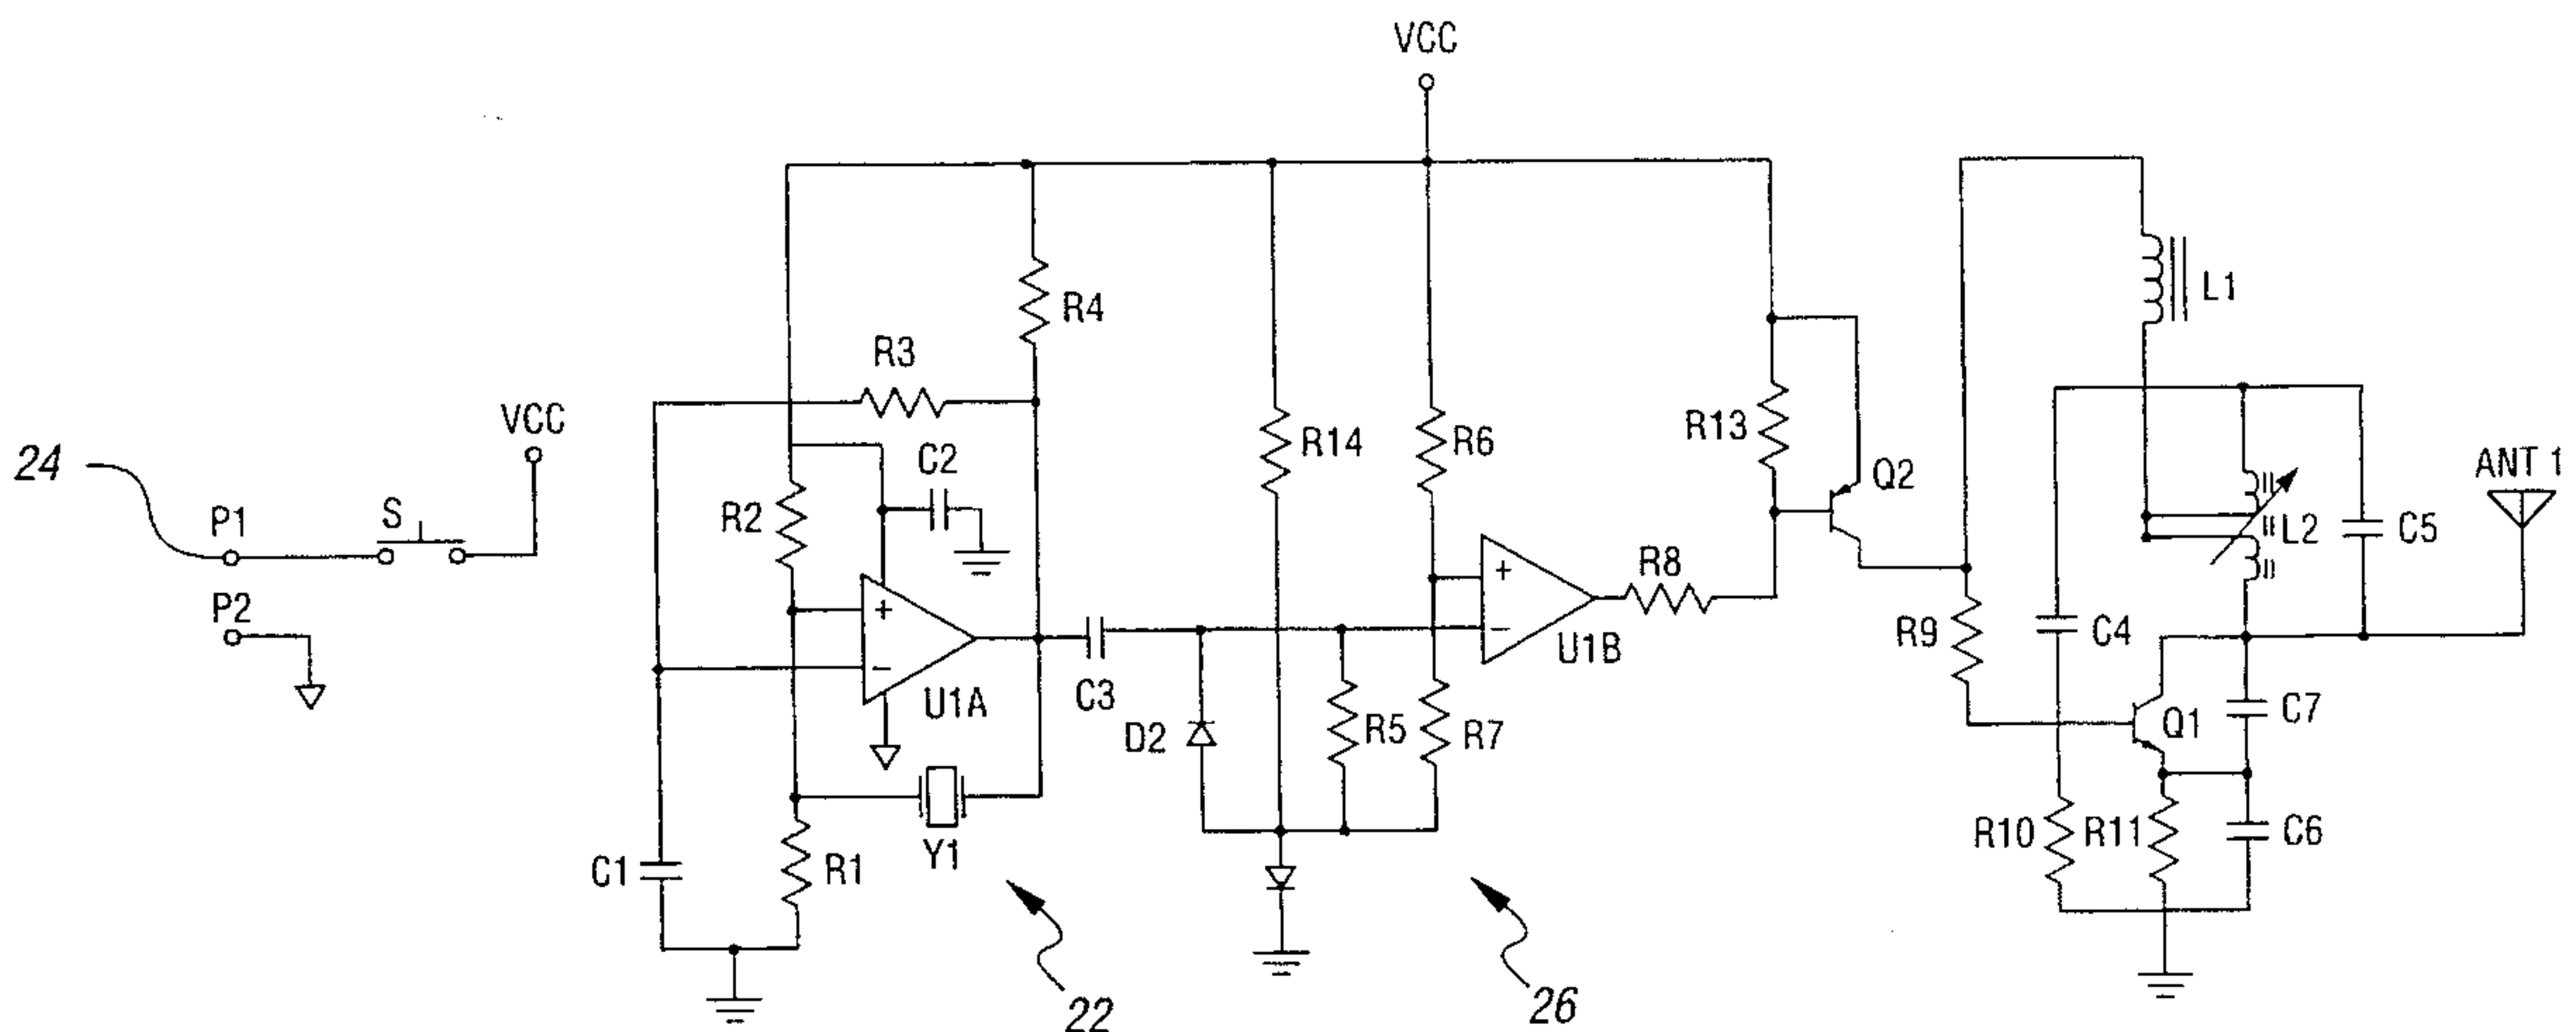 VCC
R4
L1
R3
VCC
C2
R14
R6
R13
Q2
ANT 1
24
P1
S
R2
L2
C5
P2
+
−
U1A
C3
+
−
U1B
R8
R9
C4
D2
R5
R7
Q1
C7
C1
R1
Y1
R10
R11
C6
22
26